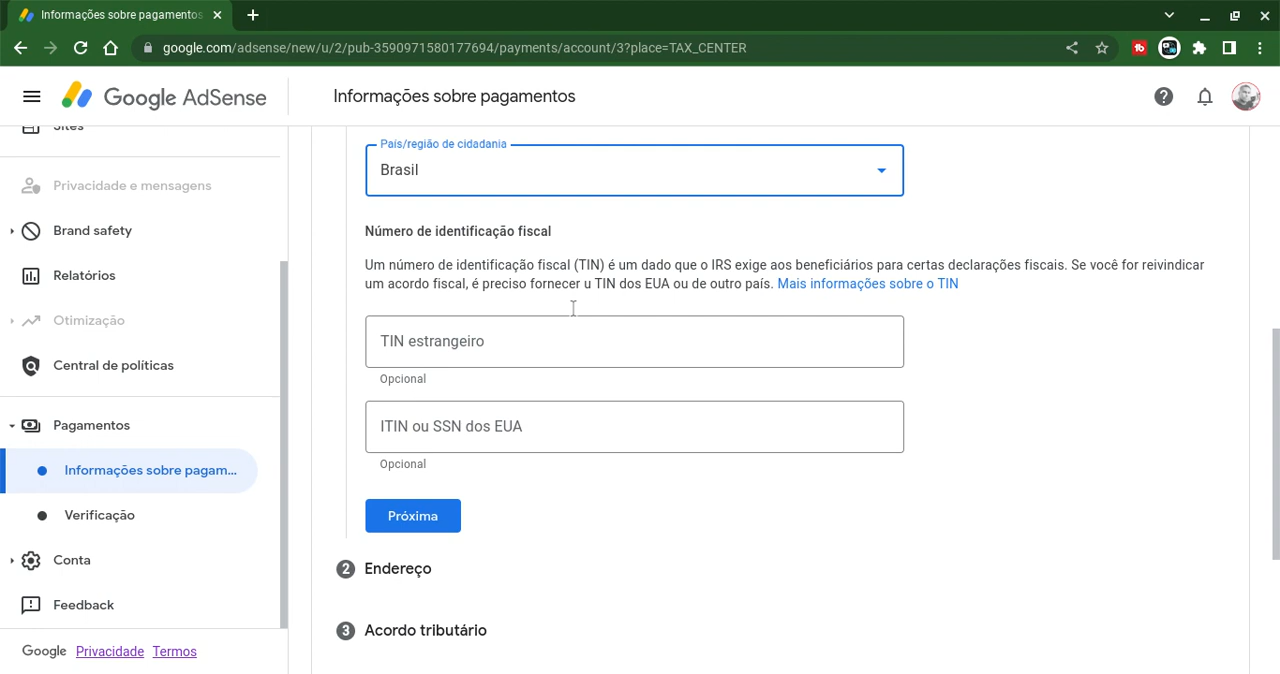 Informações sobre pagamentos
google.com/adsense/new/u/2/pub-3590971580177694/payments/account/3?place=TAX_CENTER
Google AdSense
Informações sobre pagamentos
Sites
Privacidade e mensagens
Brand safety
Relatórios
Otimização
Central de políticas
Pagamentos
Informações sobre pagam...
Verificação
Conta
Feedback
Google Privacidade Termos
País/região de cidadania
Brasil
Número de identificação fiscal
Um número de identificação fiscal (TIN) é um dado que o IRS exige aos beneficiários para certas declarações fiscais. Se você for reivindicar
um acordo fiscal, é preciso fornecer u TIN dos EUA ou de outro país. Mais informações sobre o TIN
TIN estrangeiro
Opcional
ITIN ou SSN dos EUA
Opcional
Próxima
2 Endereço
3 Acordo tributário